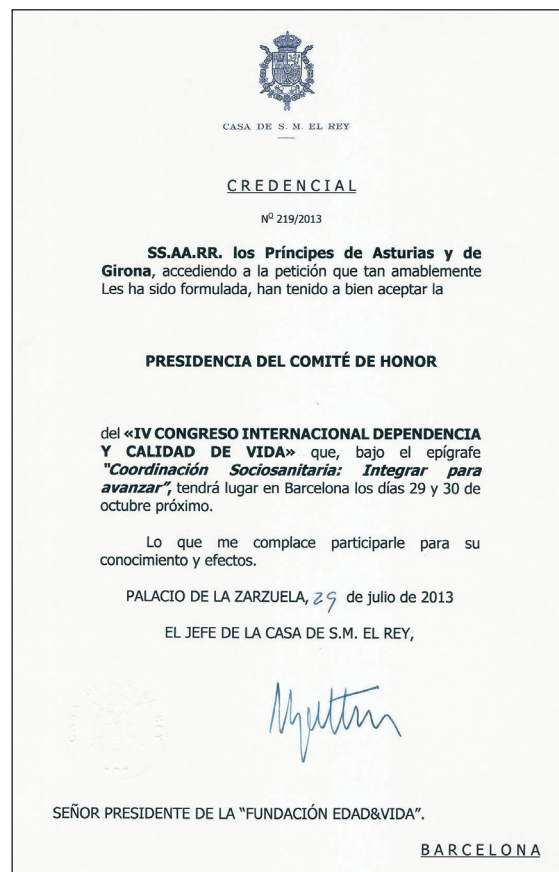 CASA DE S. M. EL REY
CREDENCIAL
Nº 219/2013
SS.AA.RR. los Príncipes de Asturias y de
Girona, accediendo a la petición que tan amablemente
Les ha sido formulada, han tenido a bien aceptar la
PRESIDENCIA DEL COMITÉ DE HONOR
del «IV CONGRESO INTERNACIONAL DEPENDENCIA
Y CALIDAD DE VIDA» que, bajo el epígrafe
"Coordinación Sociosanitaria: Integrar para
avanzar", tendrá lugar en Barcelona los días 29 y 30 de
octubre próximo.
Lo que me complace participarle para su
conocimiento y efectos.
PALACIO DE LA ZARZUELA, 29 de julio de 2013
EL JEFE DE LA CASA DE S.M. EL REY,
SEÑOR PRESIDENTE DE LA "FUNDACIÓN EDAD&VIDA".
BARCELONA